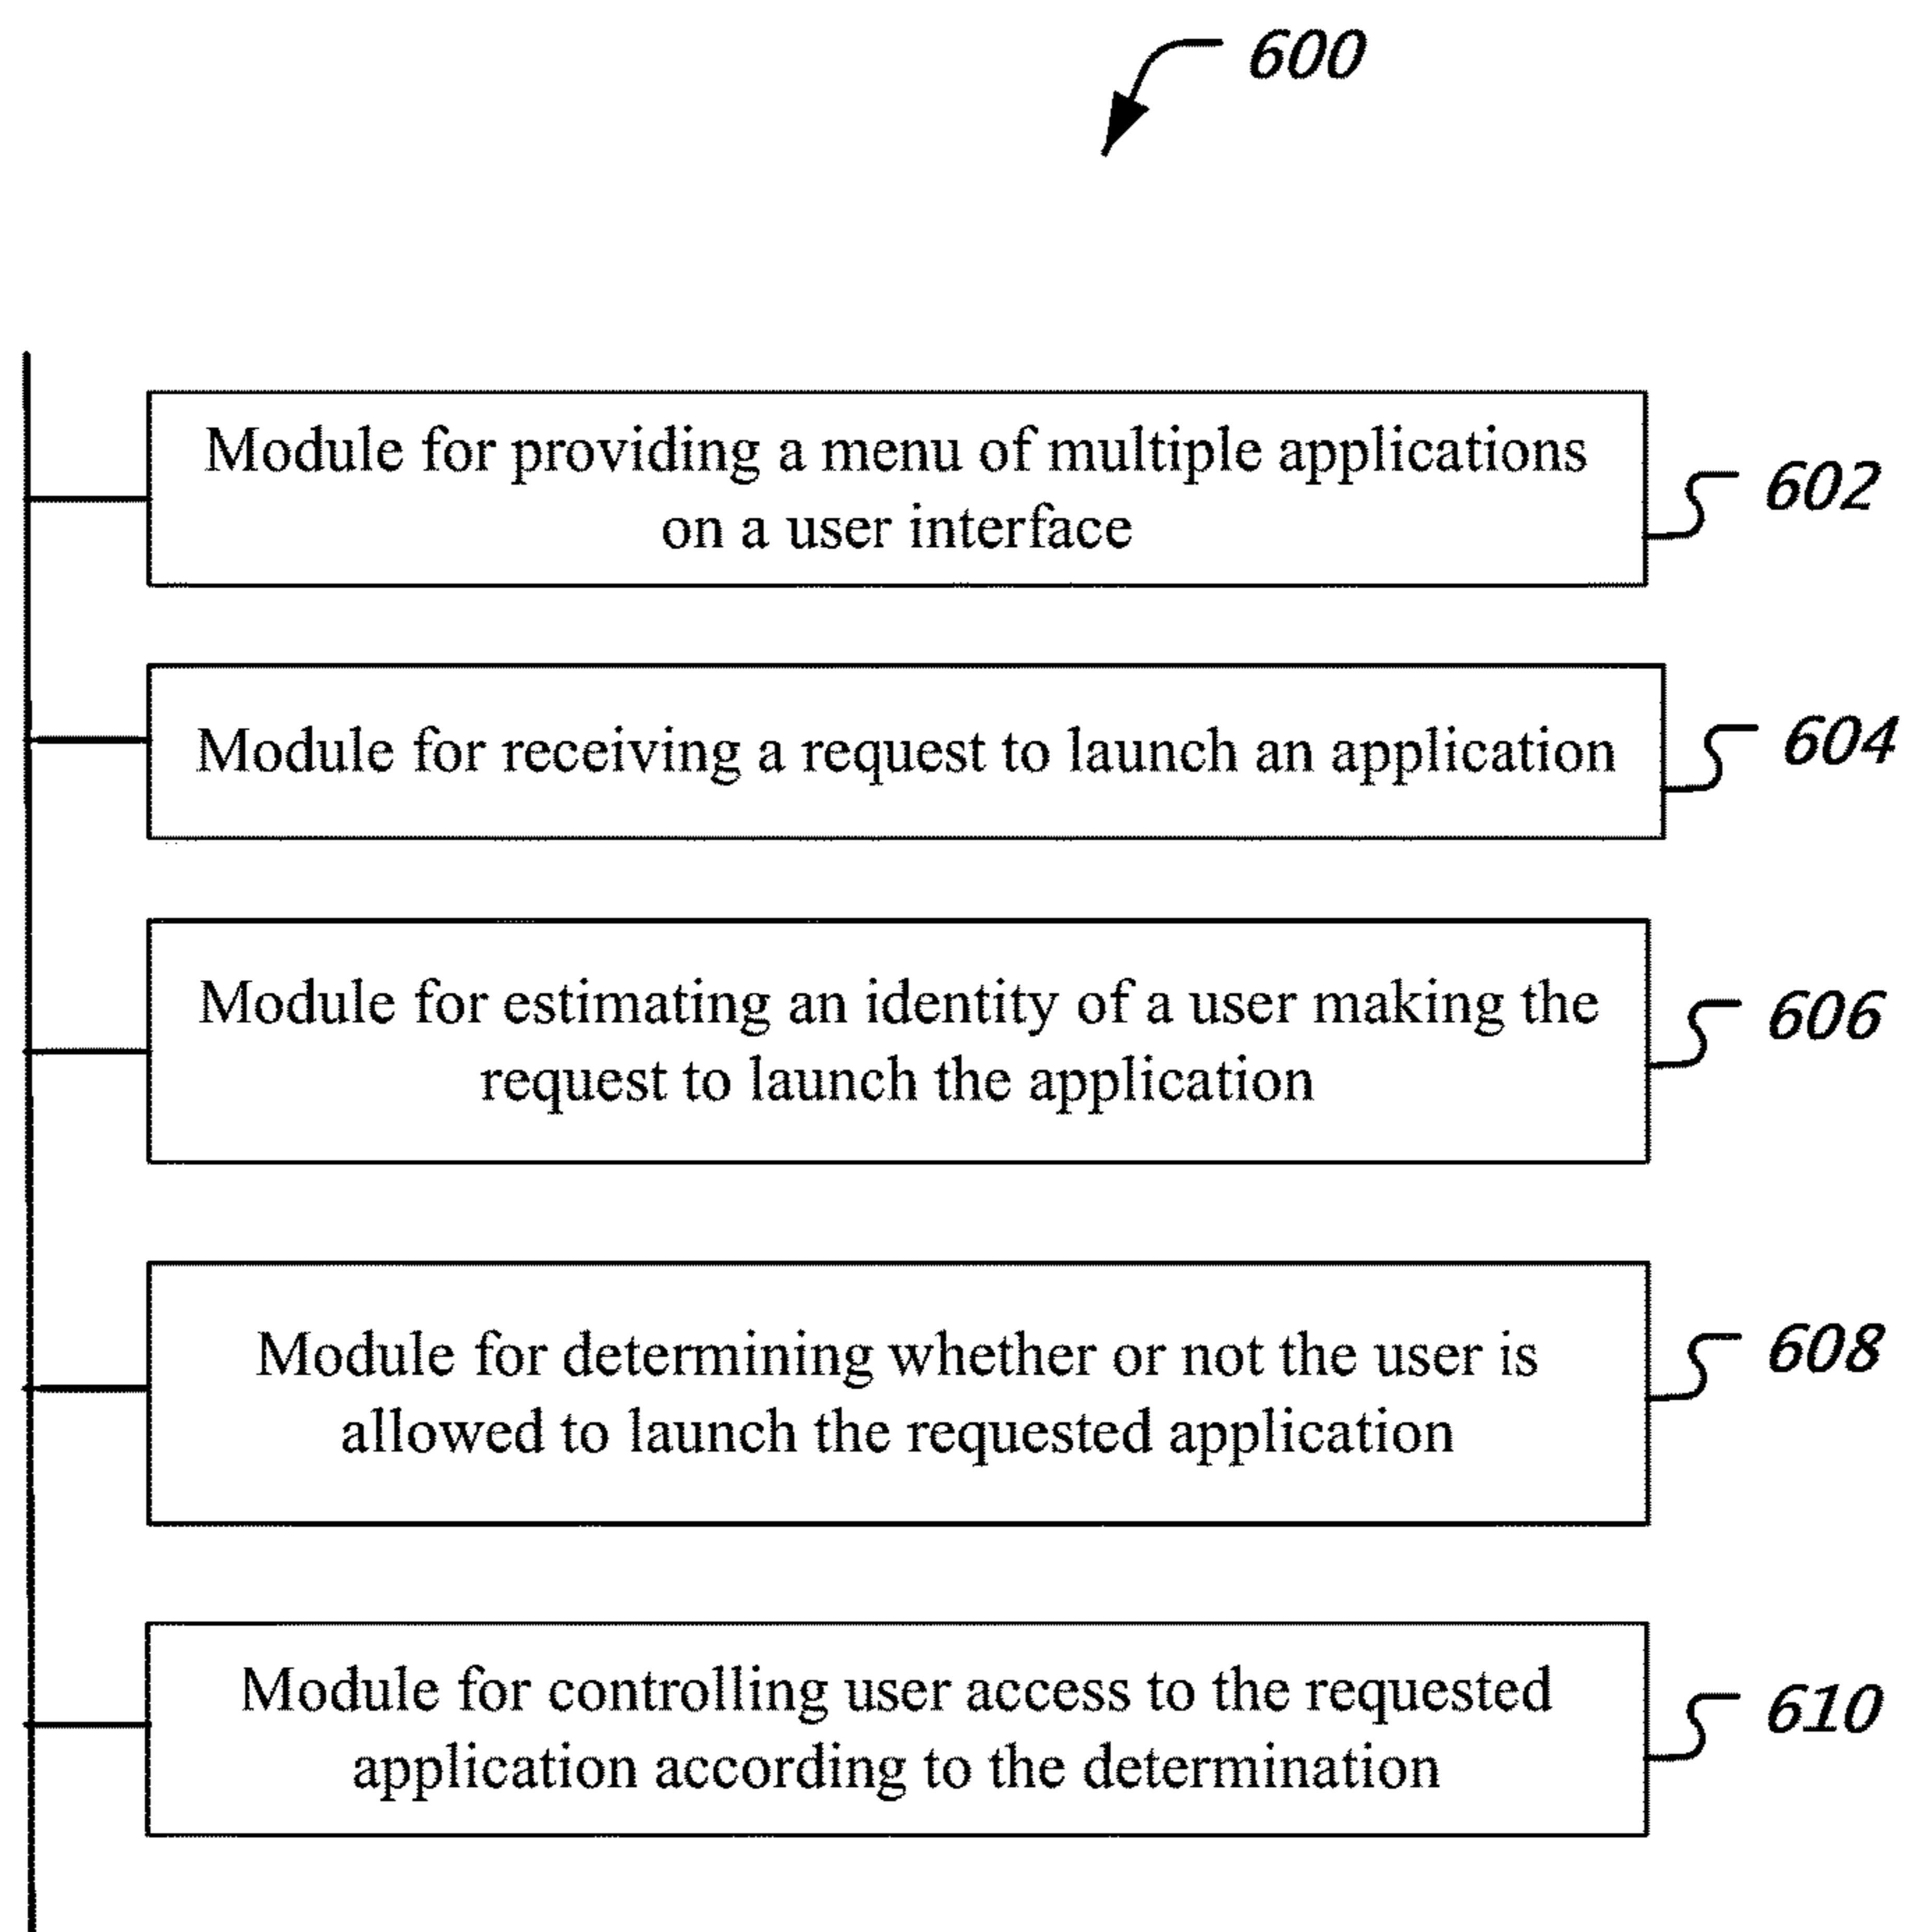 600
Module for providing a menu of multiple applications
on a user interface
602
Module for receiving a request to launch an application
604
Module for estimating an identity of a user making the
request to launch the application
606
Module for determining whether or not the user is
allowed to launch the requested application
608
Module for controlling user access to the requested
application according to the determination
610